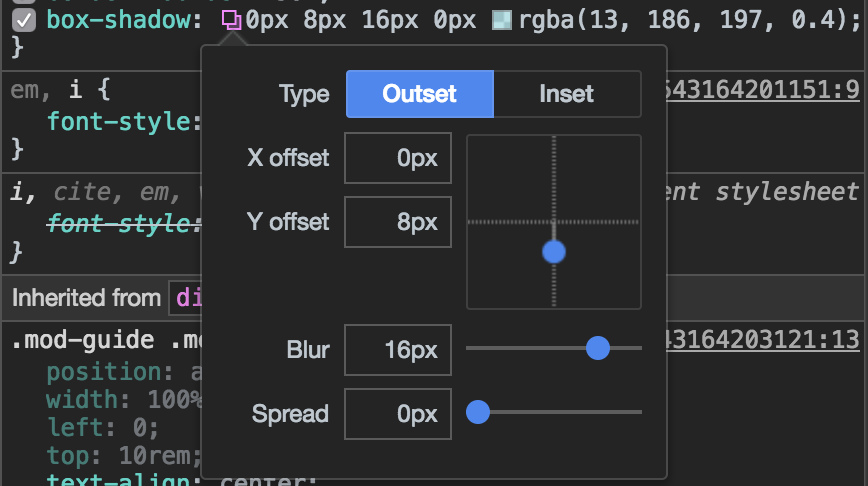 box-shadow: 0px 8px 16px 0px rgba(13, 186, 197, 0.4);
}
Type Outset Inset
em, i { 543164201151:9
font-style:
}
X offset 0px
i, cite, em, ent stylesheet
Y offset 8px
font-style:
}
Inherited from di
.mod-guide .mo 43164203121:13
Blur 16px
position: a
width: 100%
Spread 0px
left: 0;
top: 10rem;
text-align: center;